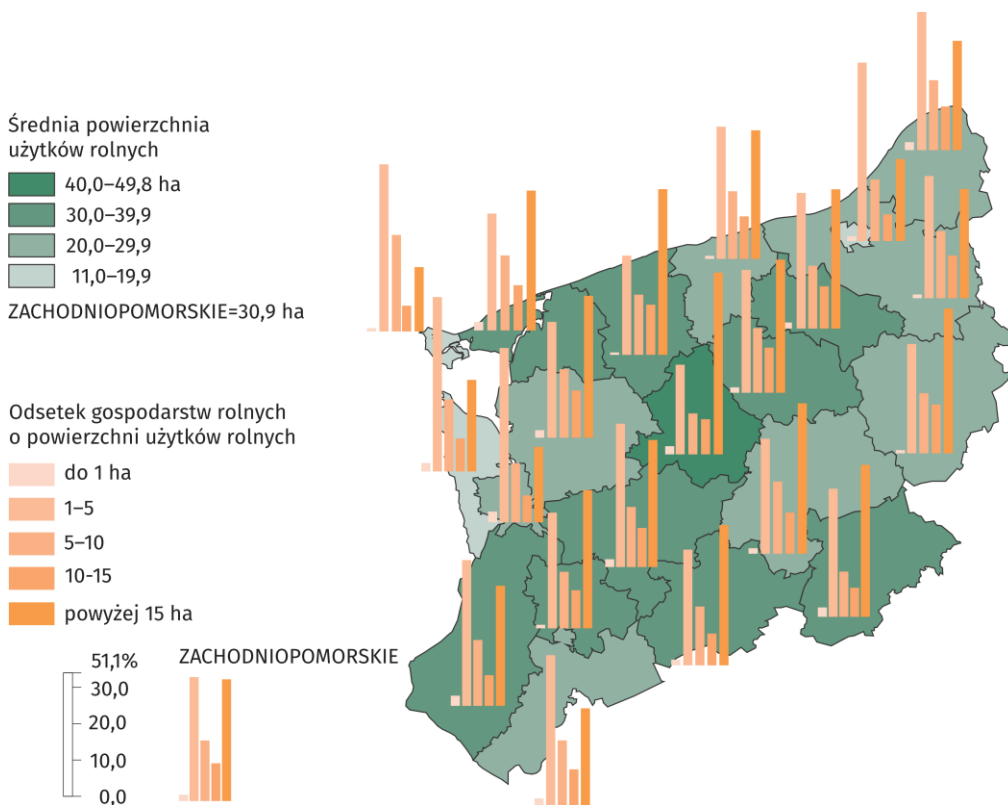 Średnia powierzchnia
użytków rolnych
40,0–49,8 ha
30,0–39,9
20,0–29,9
11,0–19,9
ZACHODNIOPOMORSKIE=30,9 ha
Odsetek gospodarstw rolnych
o powierzchni użytków rolnych
do 1 ha
1–5
5–10
10-15
powyżej 15 ha
51,1%
30,0
20,0
10,0
0,0
ZACHODNIOPOMORSKIE